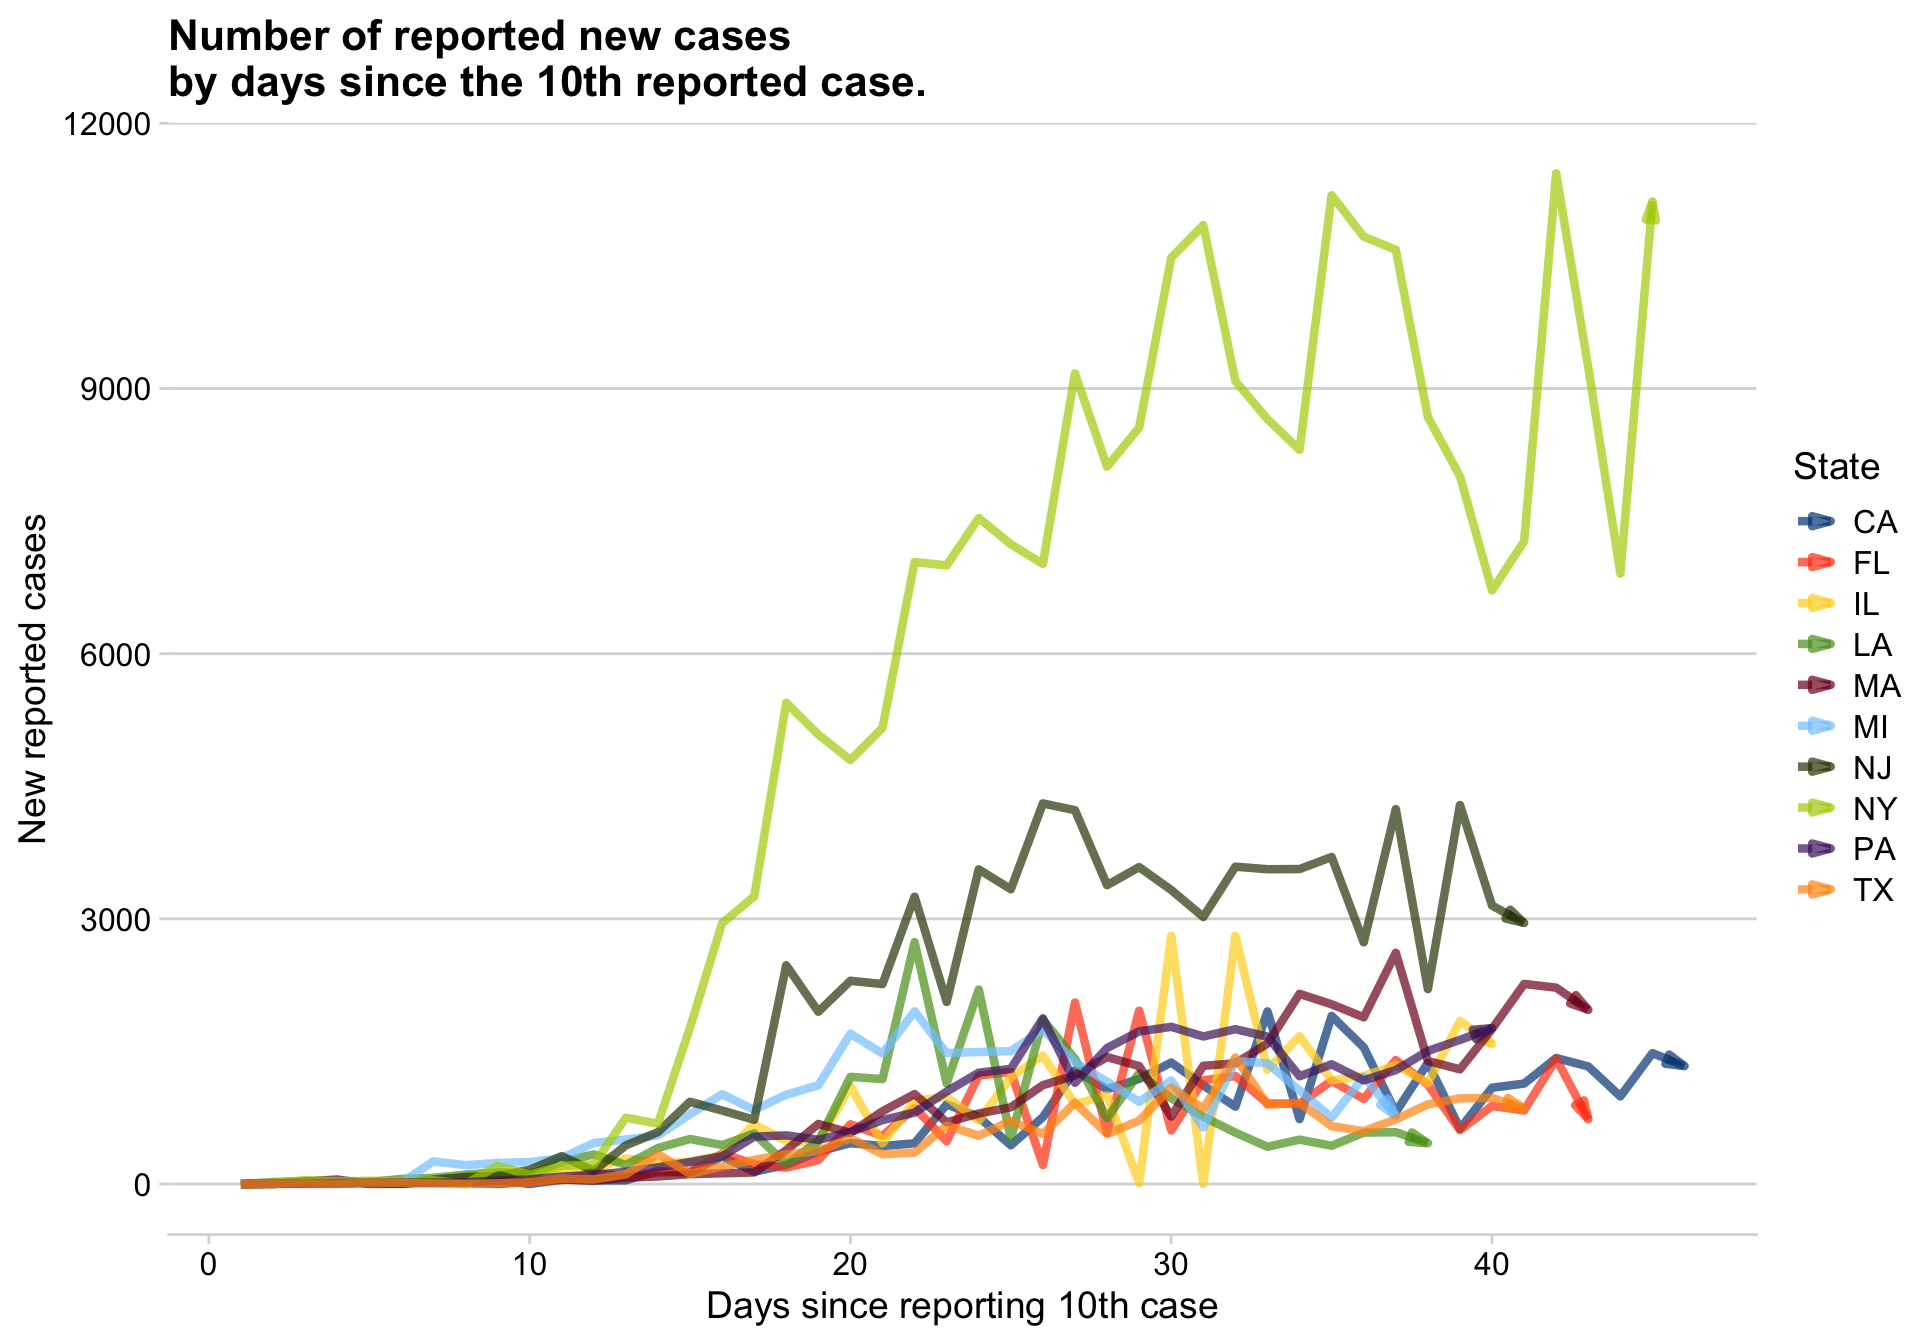 Number of reported new cases
by days since the 10th reported case.
12000
9000
6000
3000
0
New reported cases
0 10 20 30 40
Days since reporting 10th case
State
CA
FL
IL
LA
MA
MI
NJ
NY
PA
TX